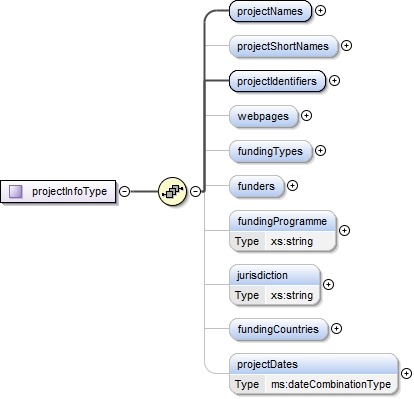 projectNames
projectShortNames
projectIdentifiers
webpages
projectInfoType
fundingTypes
funders
fundingProgramme
Type xs:string
jurisdiction
Type xs:string
fundingCountries
projectDates
Type ms:dateCombinationType